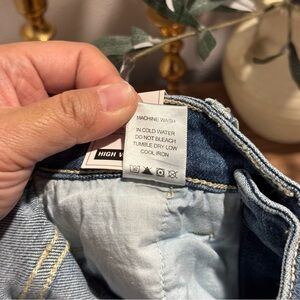 MACHINE WASH
IN COLD WATER
DO NOT BLEACH
TUMBLE DRY LOW
COOL IRON
HIGH